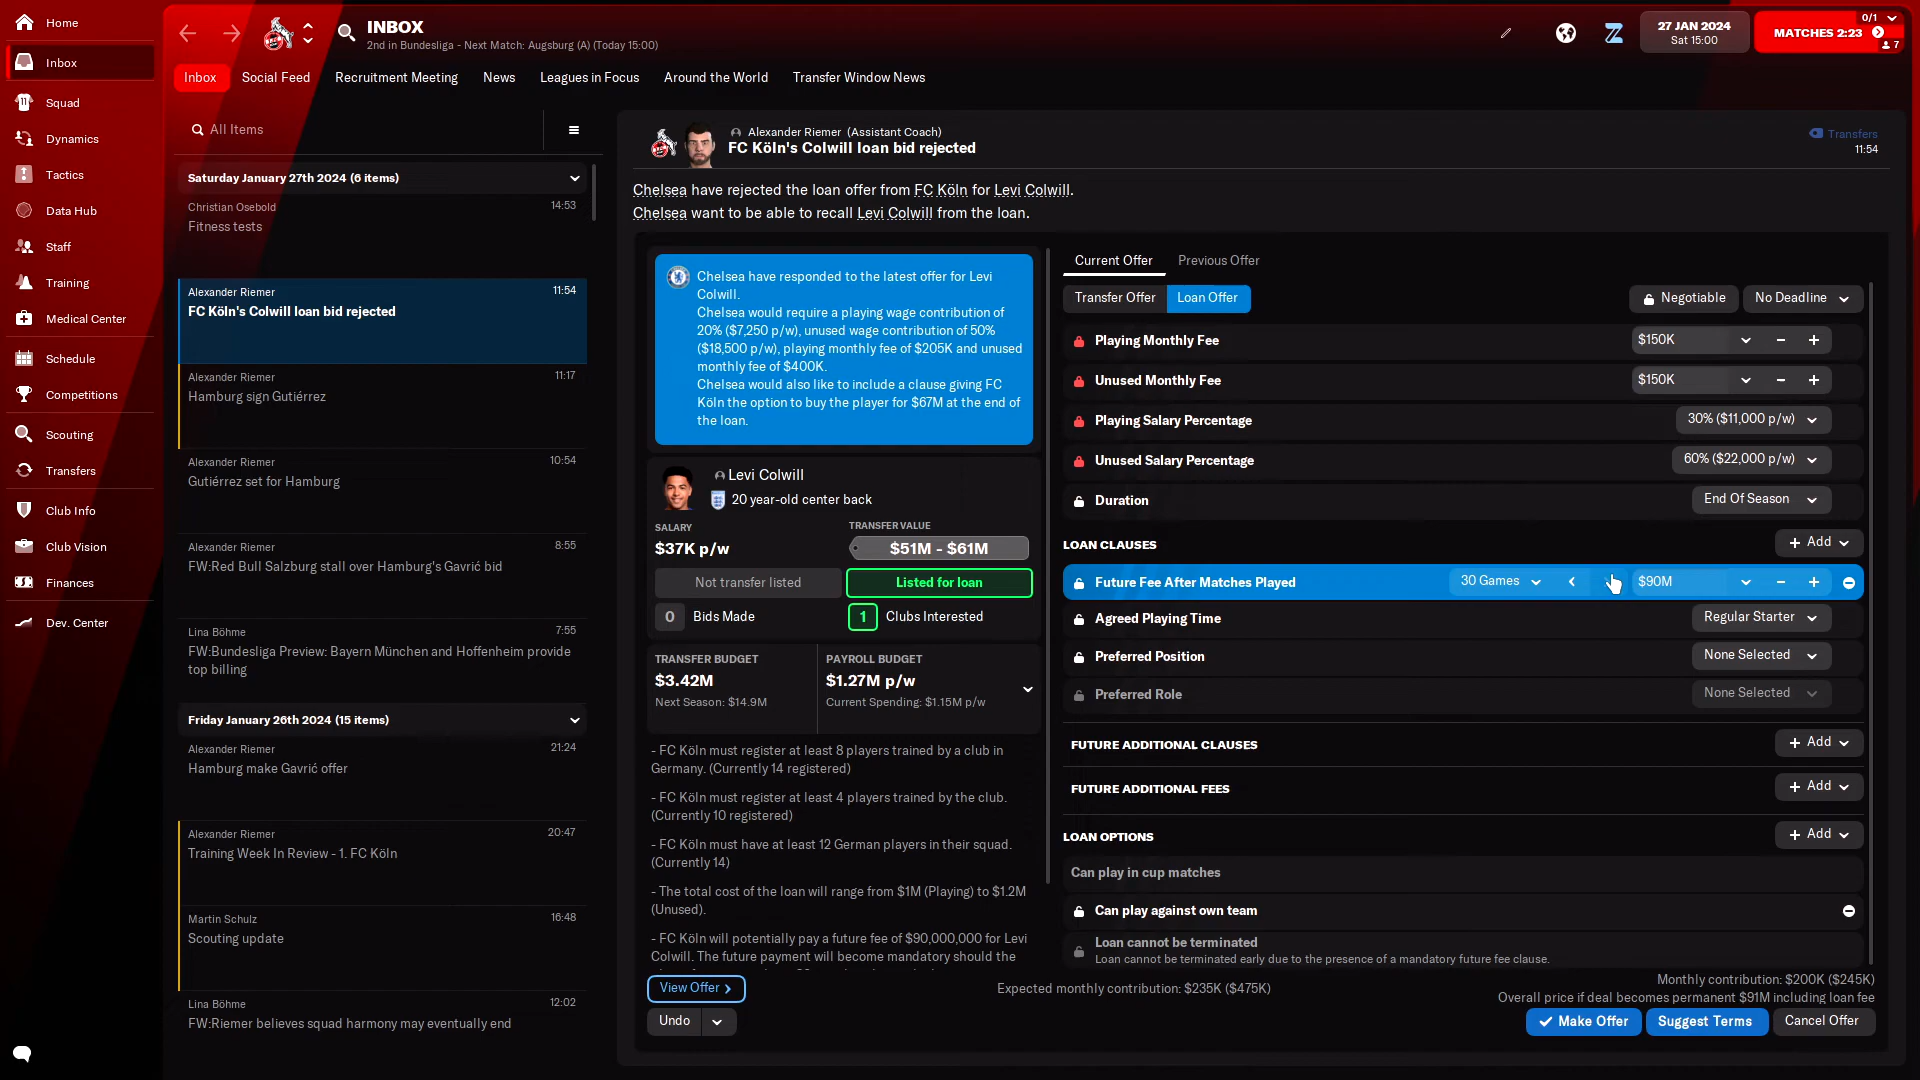 Home
Inbox
Squad
Dynamics
Tactics
Data Hub
Staff
Training
Medical Center
Schedule
Competitions
Scouting
Transfers
Club Info
Club Vision
Finances
Dev. Center
INBOX
2nd in Bundesliga - Next Match: Augsburg (A) (Today 15:00)
27 JAN 2024
Sat 15:00
MATCHES 2:23
0/1
7
Inbox
Social Feed
Recruitment Meeting
News
Leagues in Focus
Around the World
Transfer Window News
All Items
Saturday January 27th 2024 (6 items)
Christian Osebold
14:53
Fitness tests
Alexander Riemer
11:54
FC Köln's Colwill loan bid rejected
Alexander Riemer
11:17
Hamburg sign Gutiérrez
Alexander Riemer
10:54
Gutiérrez set for Hamburg
Alexander Riemer
8:55
FW:Red Bull Salzburg stall over Hamburg's Gavrić bid
Lina Böhme
7:55
FW:Bundesliga Preview: Bayern München and Hoffenheim provide
top billing
Friday January 26th 2024 (15 items)
Alexander Riemer
21:24
Hamburg make Gavrić offer
Alexander Riemer
20:47
Training Week In Review - 1. FC Köln
Martin Schulz
16:48
Scouting update
Lina Böhme
12:02
FW:Riemer believes squad harmony may eventually end
Alexander Riemer (Assistant Coach)
FC Köln's Colwill loan bid rejected
Transfers
11:54
Chelsea have rejected the loan offer from FC Köln for Levi Colwill.
Chelsea want to be able to recall Levi Colwill from the loan.
Chelsea have responded to the latest offer for Levi
Colwill.
Chelsea would require a playing wage contribution of
20% ($7,250 p/w), unused wage contribution of 50%
($18,500 p/w), playing monthly fee of $205K and unused
monthly fee of $400K.
Chelsea would also like to include a clause giving FC
Köln the option to buy the player for $67M at the end of
the loan.
Levi Colwill
20 year-old center back
SALARY
$37K p/w
TRANSFER VALUE
$51M - $61M
Not transfer listed
Listed for loan
0
Bids Made
1
Clubs Interested
TRANSFER BUDGET
$3.42M
Next Season: $14.9M
PAYROLL BUDGET
$1.27M p/w
Current Spending: $1.15M p/w
- FC Köln must register at least 8 players trained by a club in
Germany. (Currently 14 registered)
- FC Köln must register at least 4 players trained by the club.
(Currently 10 registered)
- FC Köln must have at least 12 German players in their squad.
(Currently 14)
- The total cost of the loan will range from $1M (Playing) to $1.2M
(Unused).
- FC Köln will potentially pay a future fee of $90,000,000 for Levi
Colwill. The future payment will become mandatory should the
View Offer
Undo
Current Offer
Previous Offer
Transfer Offer
Loan Offer
Negotiable
No Deadline
Playing Monthly Fee
$150K
Unused Monthly Fee
$150K
Playing Salary Percentage
30% ($11,000 p/w)
Unused Salary Percentage
60% ($22,000 p/w)
Duration
End Of Season
LOAN CLAUSES
+ Add
Future Fee After Matches Played
30 Games
$90M
Agreed Playing Time
Regular Starter
Preferred Position
None Selected
Preferred Role
None Selected
FUTURE ADDITIONAL CLAUSES
+ Add
FUTURE ADDITIONAL FEES
+ Add
LOAN OPTIONS
+ Add
Can play in cup matches
Can play against own team
Loan cannot be terminated
Loan cannot be terminated early due to the presence of a mandatory future fee clause.
Expected monthly contribution: $235K ($475K)
Monthly contribution: $200K ($245K)
Overall price if deal becomes permanent $91M including loan fee
Make Offer
Suggest Terms
Cancel Offer